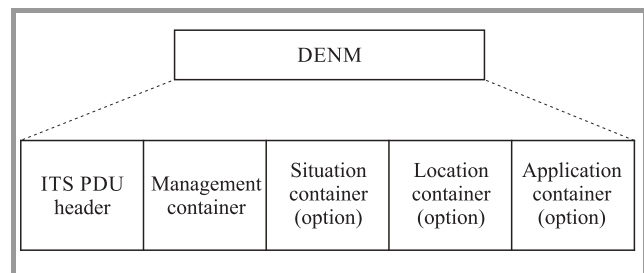 DENM
ITS PDU
header
Management
container
Situation
container
(option)
Location
container
(option)
Application
container
(option)